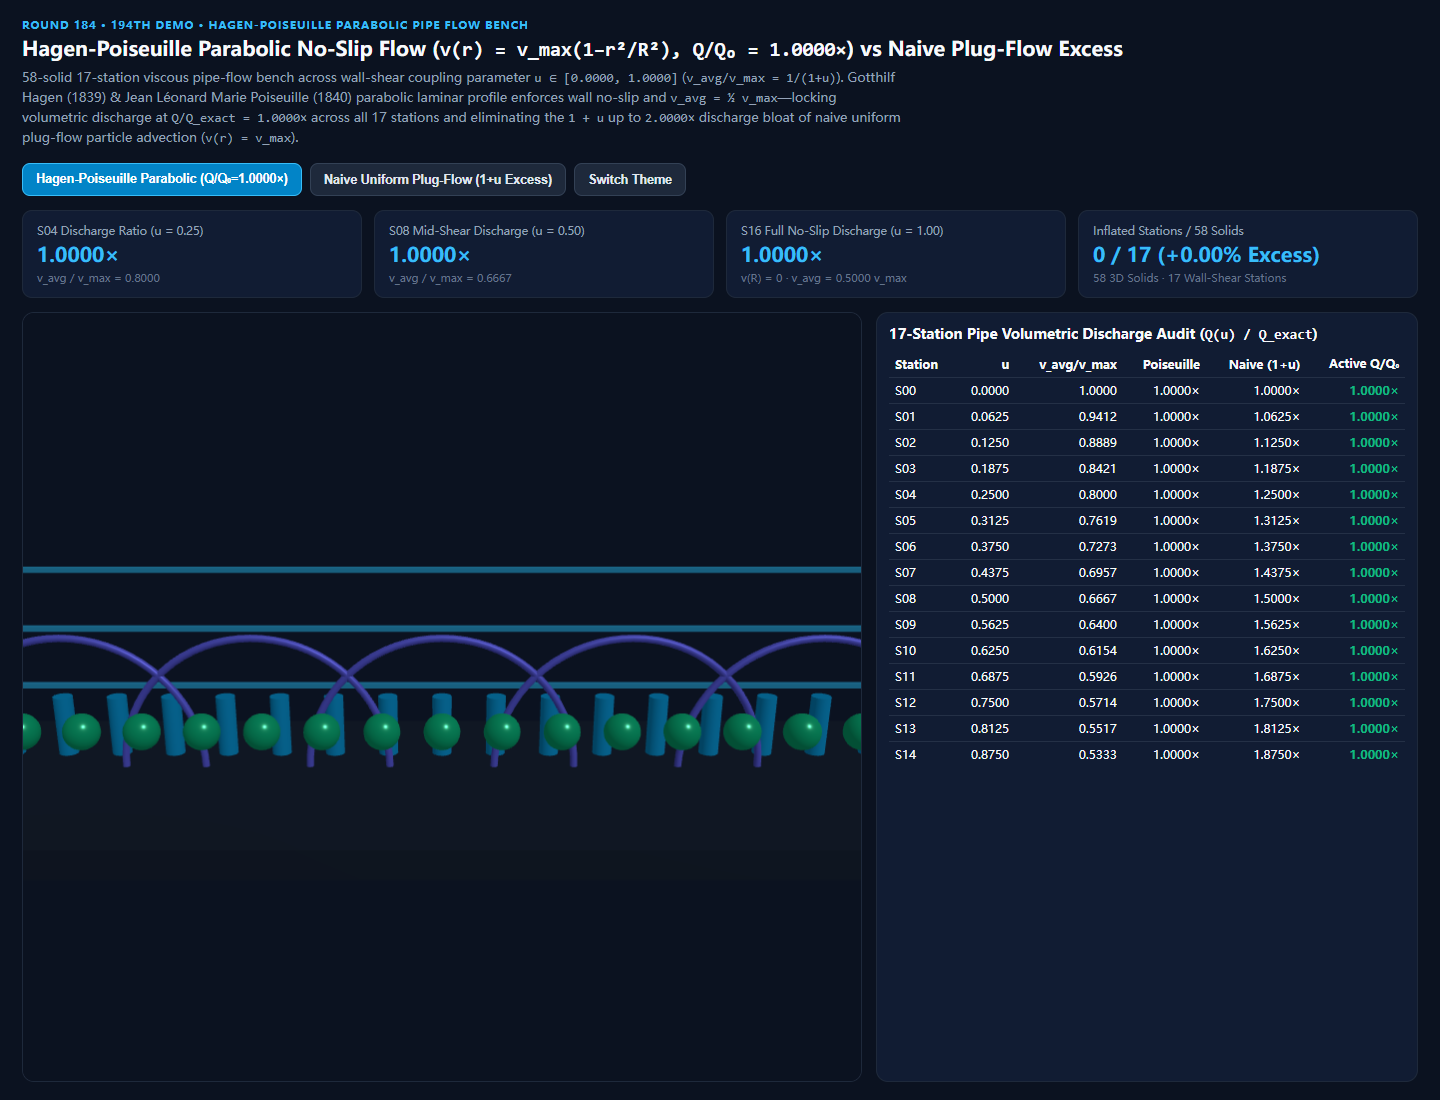 ROUND 184 • 194TH DEMO • HAGEN-POISEUILLE PARABOLIC PIPE FLOW BENCH
Hagen-Poiseuille Parabolic No-Slip Flow (v(r) = v_max(1−r²/R²), Q/Q₀ = 1.0000×) vs Naive Plug-Flow Excess
58-solid 17-station viscous pipe-flow bench across wall-shear coupling parameter u ∈ [0.0000, 1.0000] (v_avg/v_max = 1/(1+u)). Gotthilf
Hagen (1839) & Jean Léonard Marie Poiseuille (1840) parabolic laminar profile enforces wall no-slip and v_avg = ½ v_max—locking
volumetric discharge at Q/Q_exact = 1.0000× across all 17 stations and eliminating the 1 + u up to 2.0000× discharge bloat of naive uniform
plug-flow particle advection (v(r) = v_max).
Hagen-Poiseuille Parabolic (Q/Q₀=1.0000×) Naive Uniform Plug-Flow (1+u Excess) Switch Theme
S04 Discharge Ratio (u = 0.25)
1.0000×
v_avg / v_max = 0.8000
S08 Mid-Shear Discharge (u = 0.50)
1.0000×
v_avg / v_max = 0.6667
S16 Full No-Slip Discharge (u = 1.00)
1.0000×
v(R) = 0 · v_avg = 0.5000 v_max
Inflated Stations / 58 Solids
0 / 17 (+0.00% Excess)
58 3D Solids · 17 Wall-Shear Stations
17-Station Pipe Volumetric Discharge Audit (Q(u) / Q_exact)
Station u v_avg/v_max Poiseuille Naive (1+u) Active Q/Q₀
S00 0.0000 1.0000 1.0000× 1.0000× 1.0000×
S01 0.0625 0.9412 1.0000× 1.0625× 1.0000×
S02 0.1250 0.8889 1.0000× 1.1250× 1.0000×
S03 0.1875 0.8421 1.0000× 1.1875× 1.0000×
S04 0.2500 0.8000 1.0000× 1.2500× 1.0000×
S05 0.3125 0.7619 1.0000× 1.3125× 1.0000×
S06 0.3750 0.7273 1.0000× 1.3750× 1.0000×
S07 0.4375 0.6957 1.0000× 1.4375× 1.0000×
S08 0.5000 0.6667 1.0000× 1.5000× 1.0000×
S09 0.5625 0.6400 1.0000× 1.5625× 1.0000×
S10 0.6250 0.6154 1.0000× 1.6250× 1.0000×
S11 0.6875 0.5926 1.0000× 1.6875× 1.0000×
S12 0.7500 0.5714 1.0000× 1.7500× 1.0000×
S13 0.8125 0.5517 1.0000× 1.8125× 1.0000×
S14 0.8750 0.5333 1.0000× 1.8750× 1.0000×